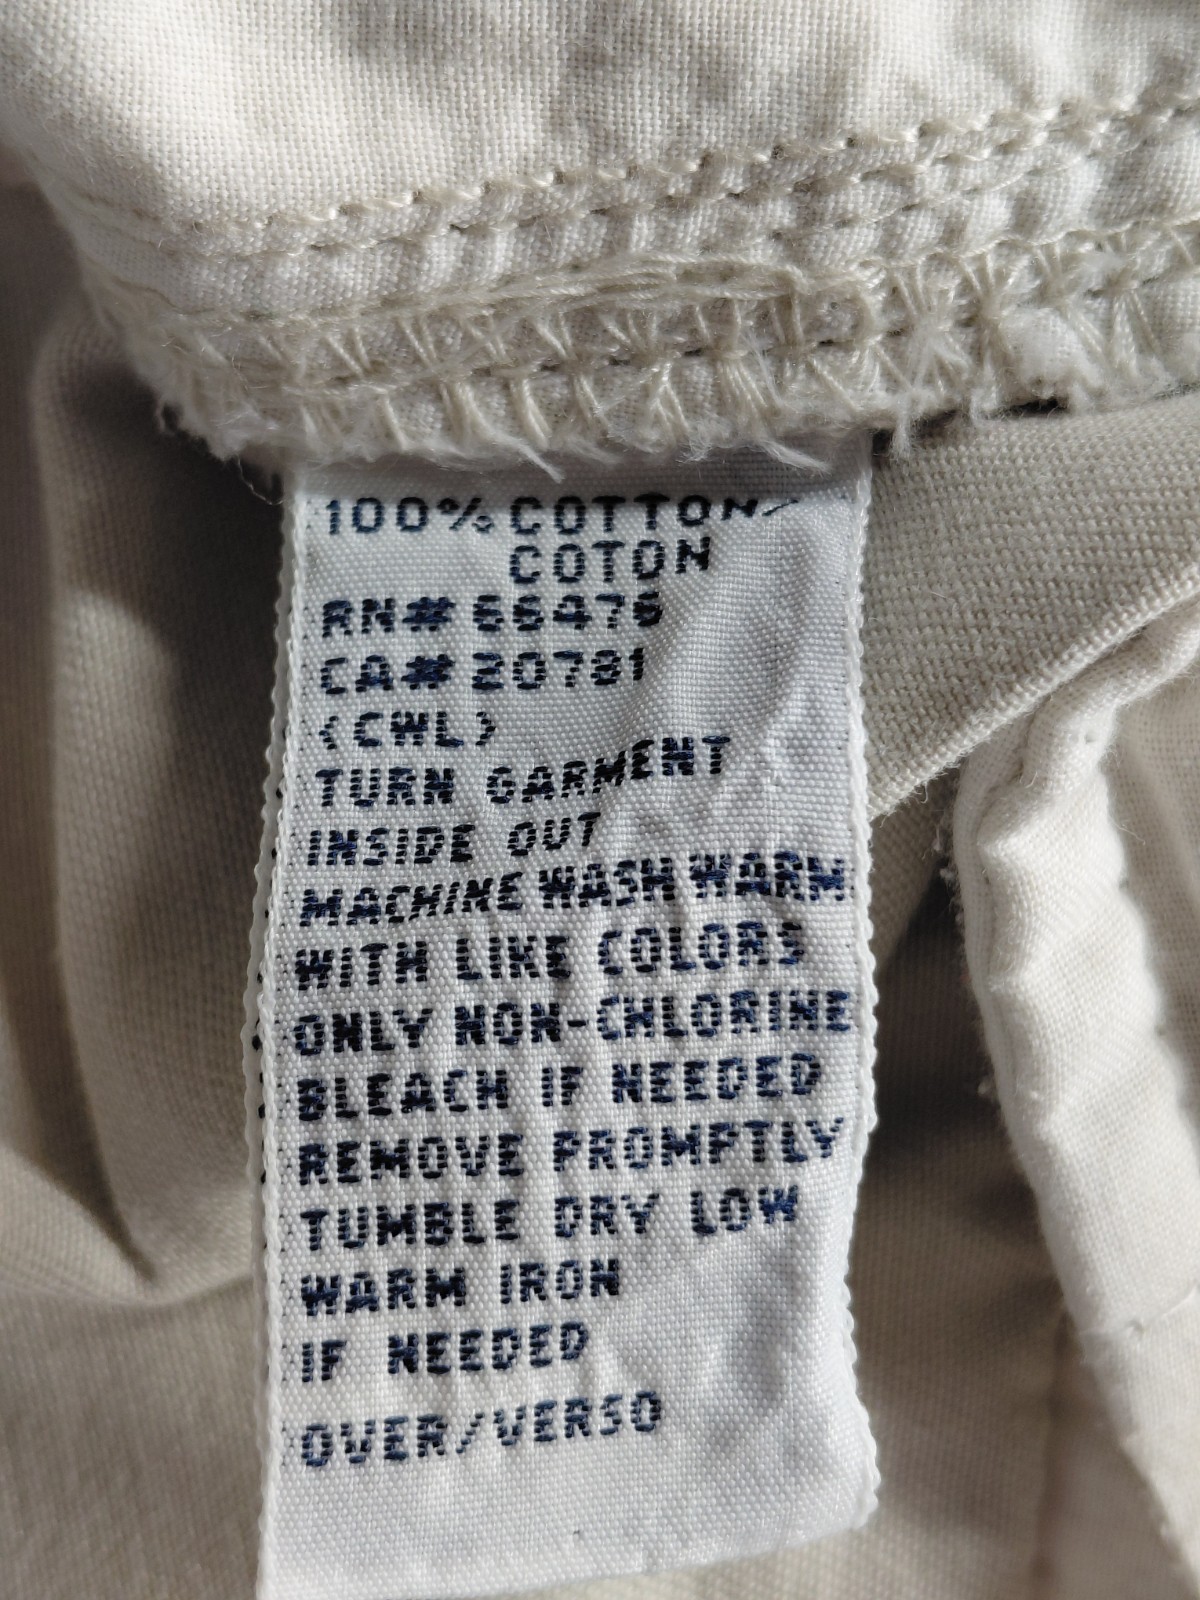 100% COTTON/
COTON
RN# 66476
CA# 20781
(CWL)
TURN GARMENT
INSIDE OUT
MACHINE WASH WARM
WITH LIKE COLORS
ONLY NON-CHLORINE
BLEACH IF NEEDED
REMOVE PROMPTLY
TUMBLE DRY LOW
WARM IRON
IF NEEDED
OVER/VERSO